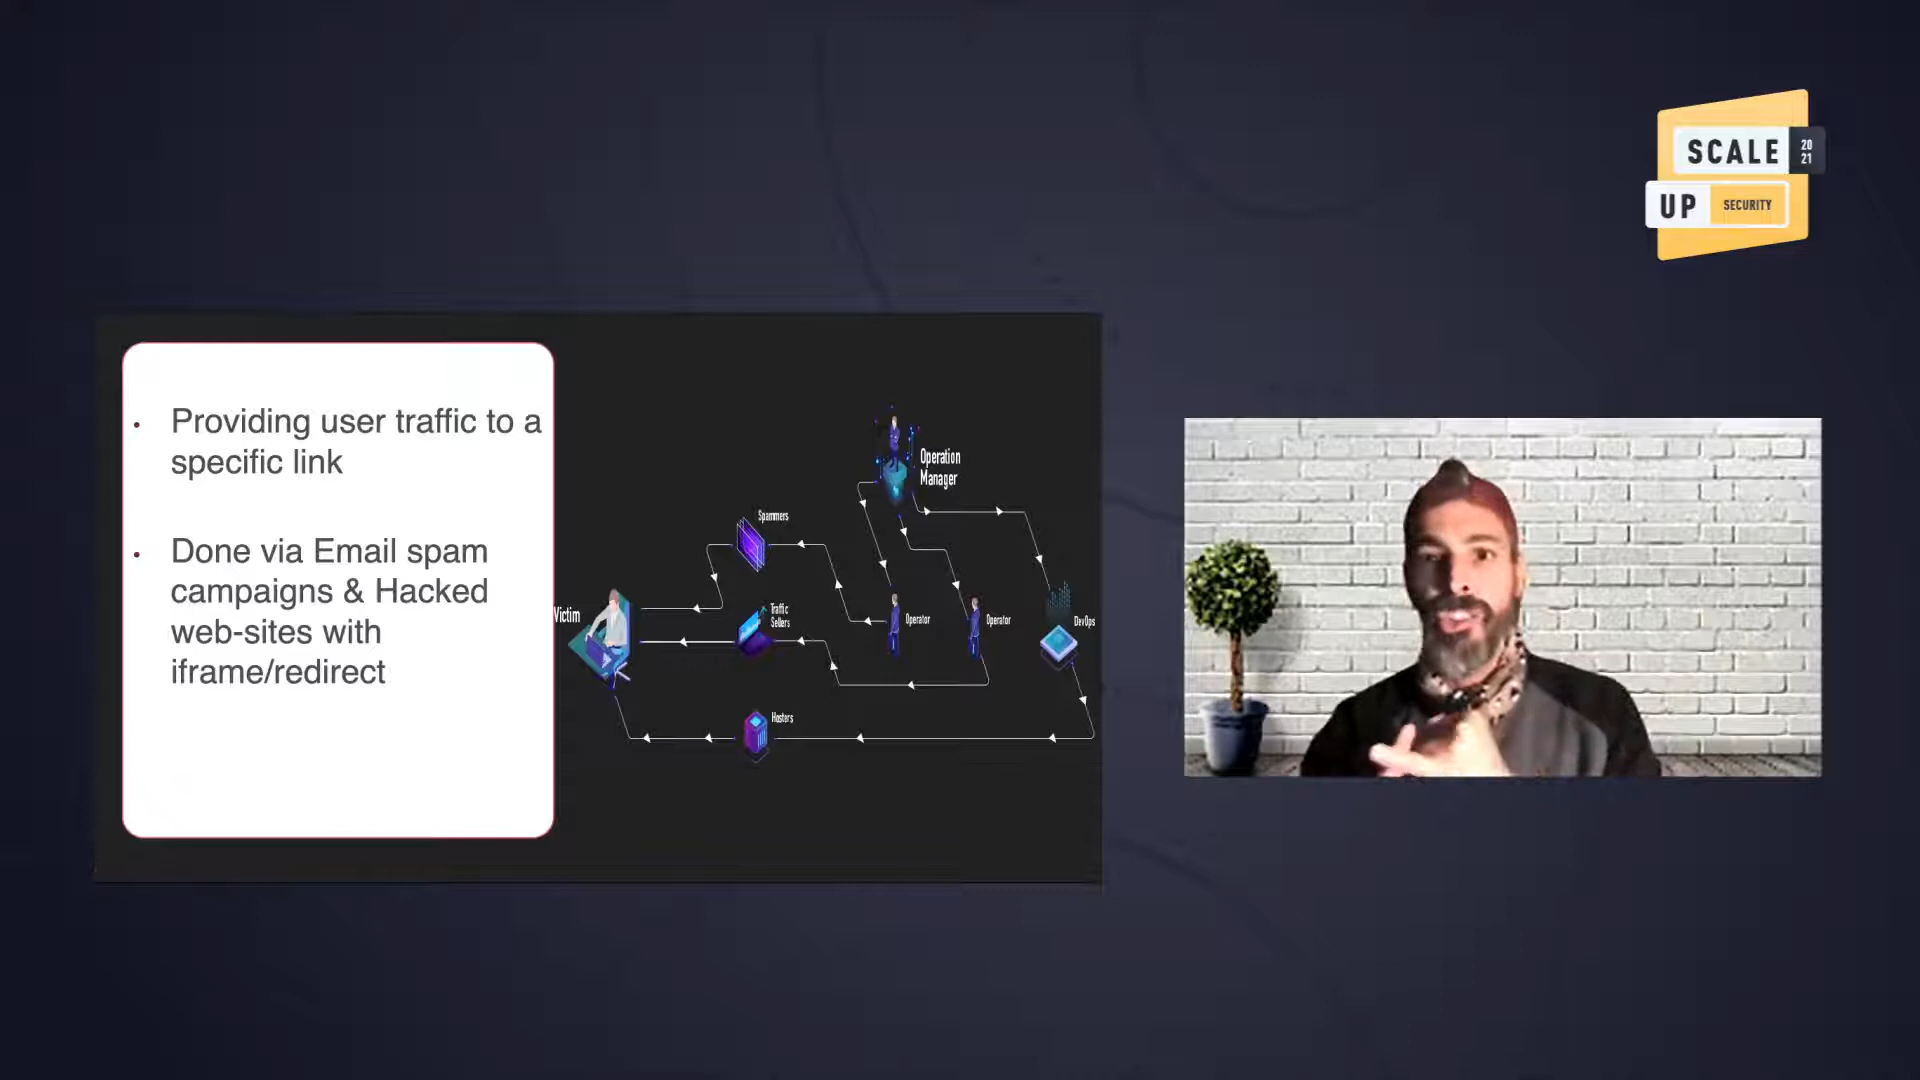 SCALE 20
21
UP SECURITY
Providing user traffic to a
specific link
Done via Email spam
campaigns & Hacked
web-sites with
iframe/redirect
Operation
Manager
Spammers
Victim
Traffic
Sellers
Operator
Operator
DevOps
Hosters